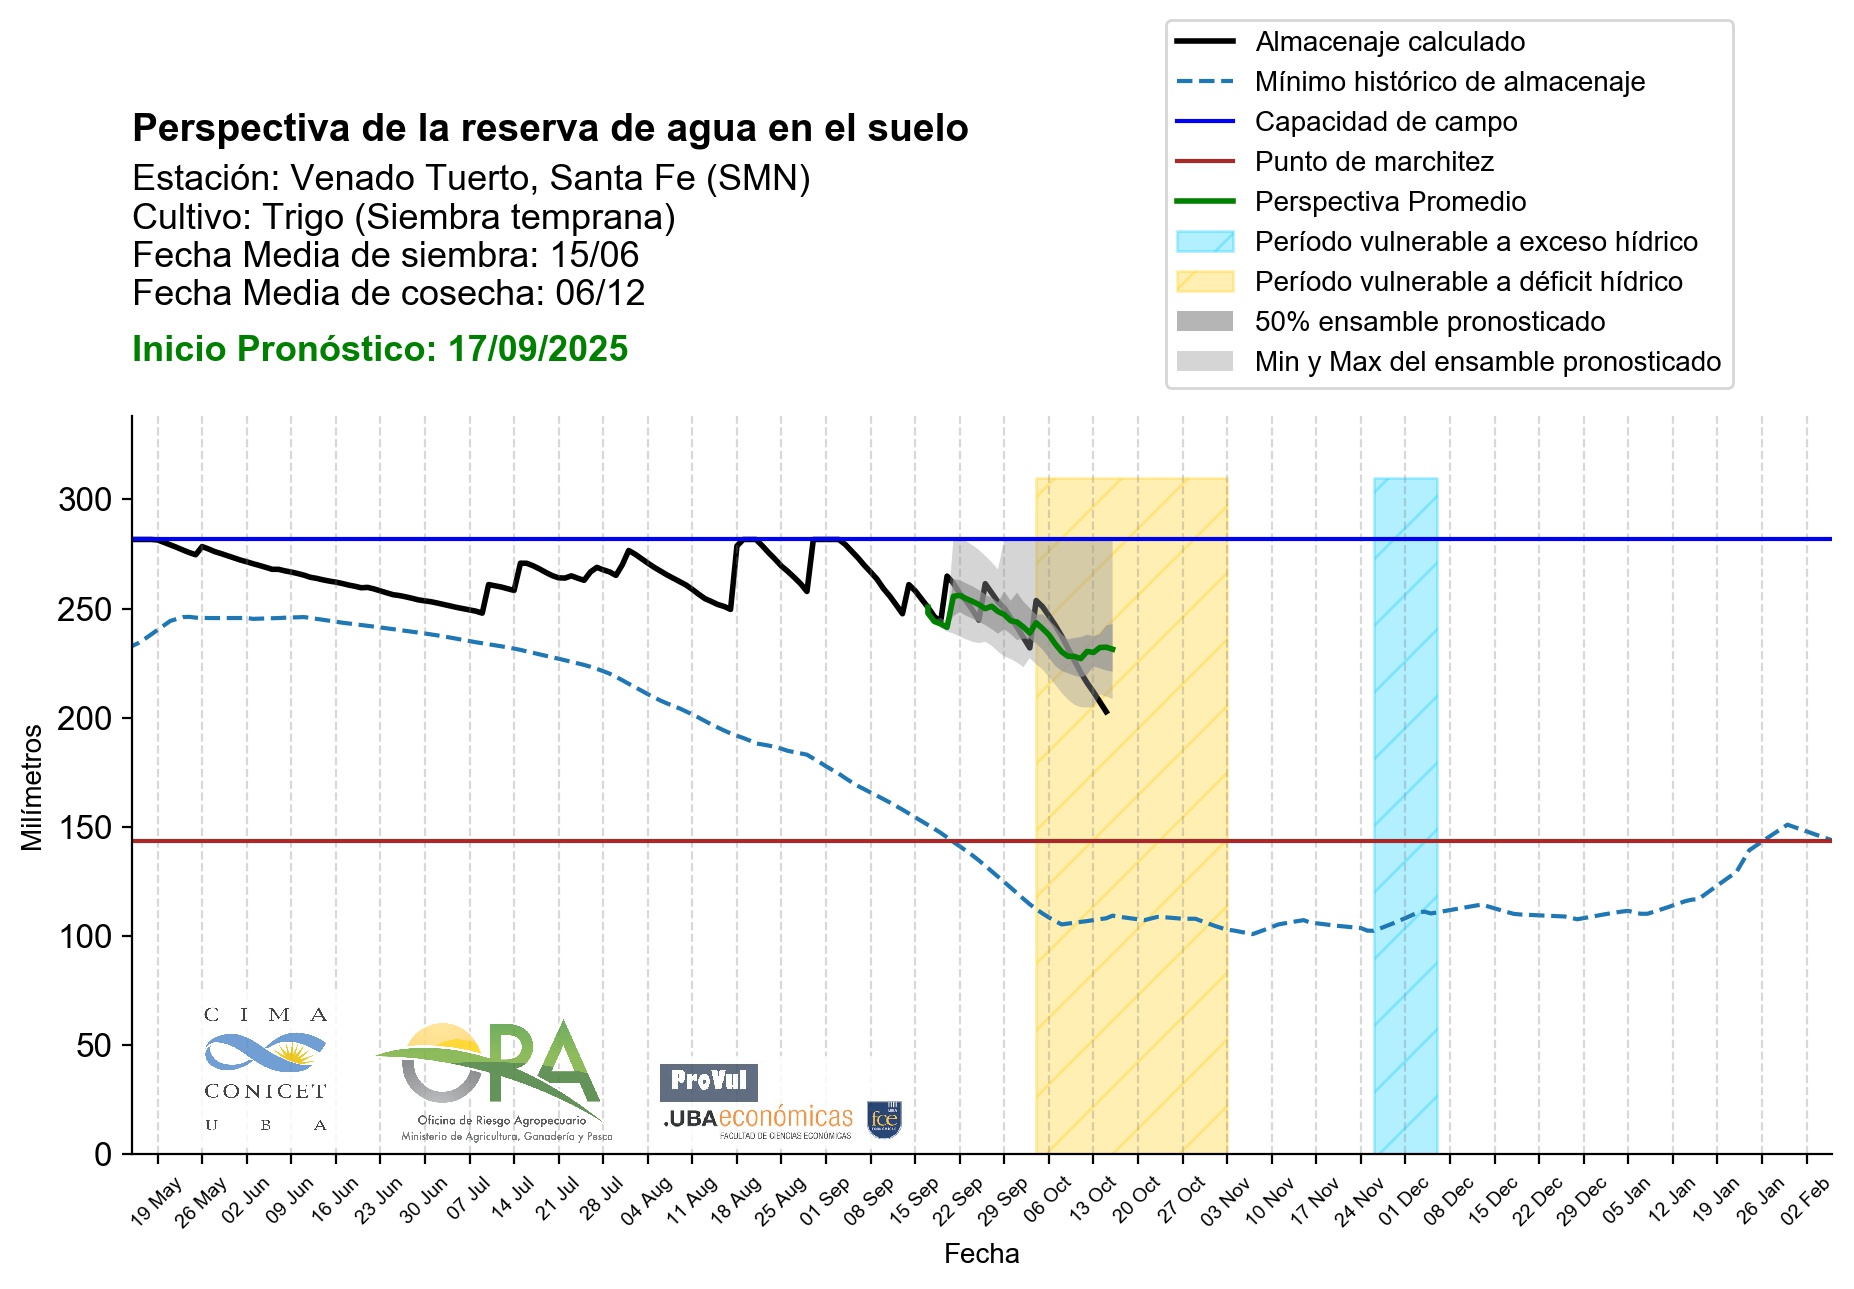 Almacenaje calculado
Mínimo histórico de almacenaje
Capacidad de campo
Punto de marchitez
Perspectiva Promedio
Período vulnerable a exceso hídrico
Período vulnerable a déficit hídrico
50% ensamble pronosticado
Min y Max del ensamble pronosticado
Perspectiva de la reserva de agua en el suelo
Estación: Venado Tuerto, Santa Fe (SMN)
Cultivo: Trigo (Siembra temprana)
Fecha Media de siembra: 15/06
Fecha Media de cosecha: 06/12
Inicio Pronóstico: 17/09/2025
Milímetros
300
250
200
150
100
50
0
CIMA
CONICET
UBA
ORA
Oficina de Riesgo Agropecuario
Ministerio de Agricultura, Ganadería y Pesca
ProVul
.UBAeconómicas
FACULTAD DE CIENCIAS ECONÓMICAS
fce
19 May
26 May
02 Jun
09 Jun
16 Jun
23 Jun
30 Jun
07 Jul
14 Jul
21 Jul
28 Jul
04 Aug
11 Aug
18 Aug
25 Aug
01 Sep
08 Sep
15 Sep
22 Sep
29 Sep
06 Oct
13 Oct
20 Oct
27 Oct
03 Nov
10 Nov
17 Nov
24 Nov
01 Dec
08 Dec
15 Dec
22 Dec
29 Dec
05 Jan
12 Jan
19 Jan
26 Jan
02 Feb
Fecha